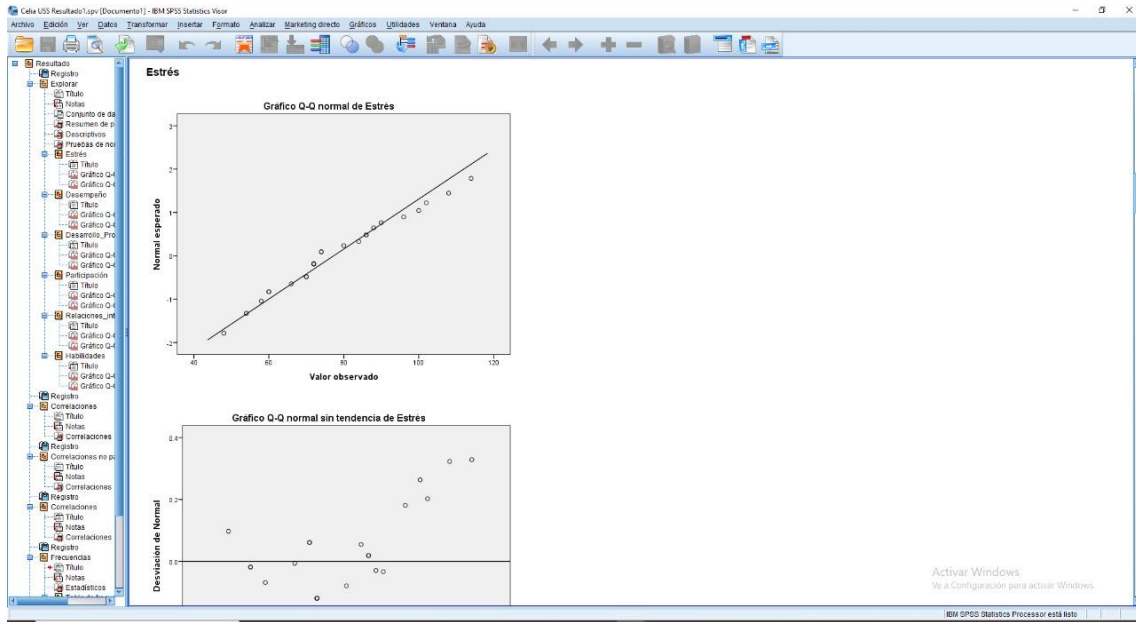 Celia USS Resultado1.spv [Documento1] - IBM SPSS Statistics Visor
Archivo Edición Ver Datos Transformar Insertar Formato Analizar Marketing directo Gráficos Utilidades Ventana Ayuda
Resultado
Registro
Explorar
Título
Notas
Conjunto de da
Resumen de p
Descriptivos
Pruebas de no
Estrés
Título
Gráfico Q-
Gráfico Q-
Desempeño
Título
Gráfico Q-
Gráfico Q-
Desarrollo_Pro
Título
Gráfico Q-
Gráfico Q-
Participación
Título
Gráfico Q-
Gráfico Q-
Relaciones_int
Título
Gráfico Q-
Gráfico Q-
Habilidades
Título
Gráfico Q-
Gráfico Q-
Registro
Correlaciones
Título
Notas
Correlaciones
Registro
Correlaciones no pa
Título
Notas
Correlaciones
Registro
Correlaciones
Título
Notas
Correlaciones
Registro
Frecuencias
Título
Notas
Estadísticos
Estrés
Gráfico Q-Q normal de Estrés
Normal esperado
3
2
1
0
-1
-2
40 60 80 100 120
Valor observado
Gráfico Q-Q normal sin tendencia de Estrés
Desviación de Normal
0.4
0.2
0.0
Activar Windows
Ve a Configuración para activar Windows.
IBM SPSS Statistics Processor está listo